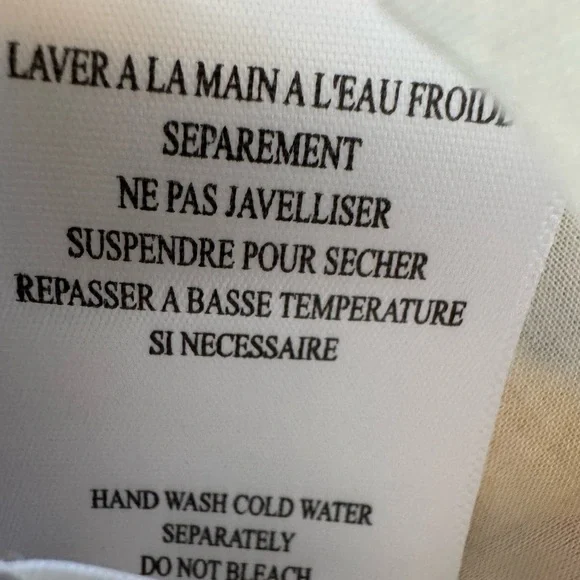 LAVER A LA MAIN A L'EAU FROIDE
SEPAREMENT
NE PAS JAVELLISER
SUSPENDRE POUR SECHER
REPASSER A BASSE TEMPERATURE
SI NECESSAIRE
HAND WASH COLD WATER
SEPARATELY
DO NOT BLEACH